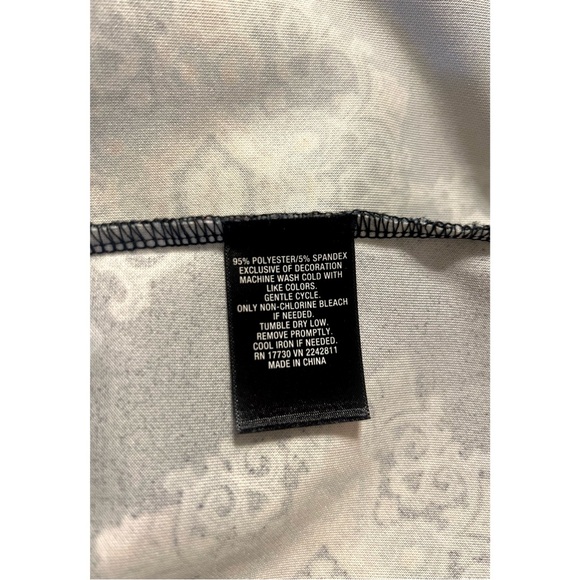 95% POLYESTER/5% SPANDEX
EXCLUSIVE OF DECORATION
MACHINE WASH COLD WITH
LIKE COLORS.
GENTLE CYCLE.
ONLY NON-CHLORINE BLEACH
IF NEEDED.
TUMBLE DRY LOW.
REMOVE PROMPTLY.
COOL IRON IF NEEDED.
RN 17730 VN 2242811
MADE IN CHINA